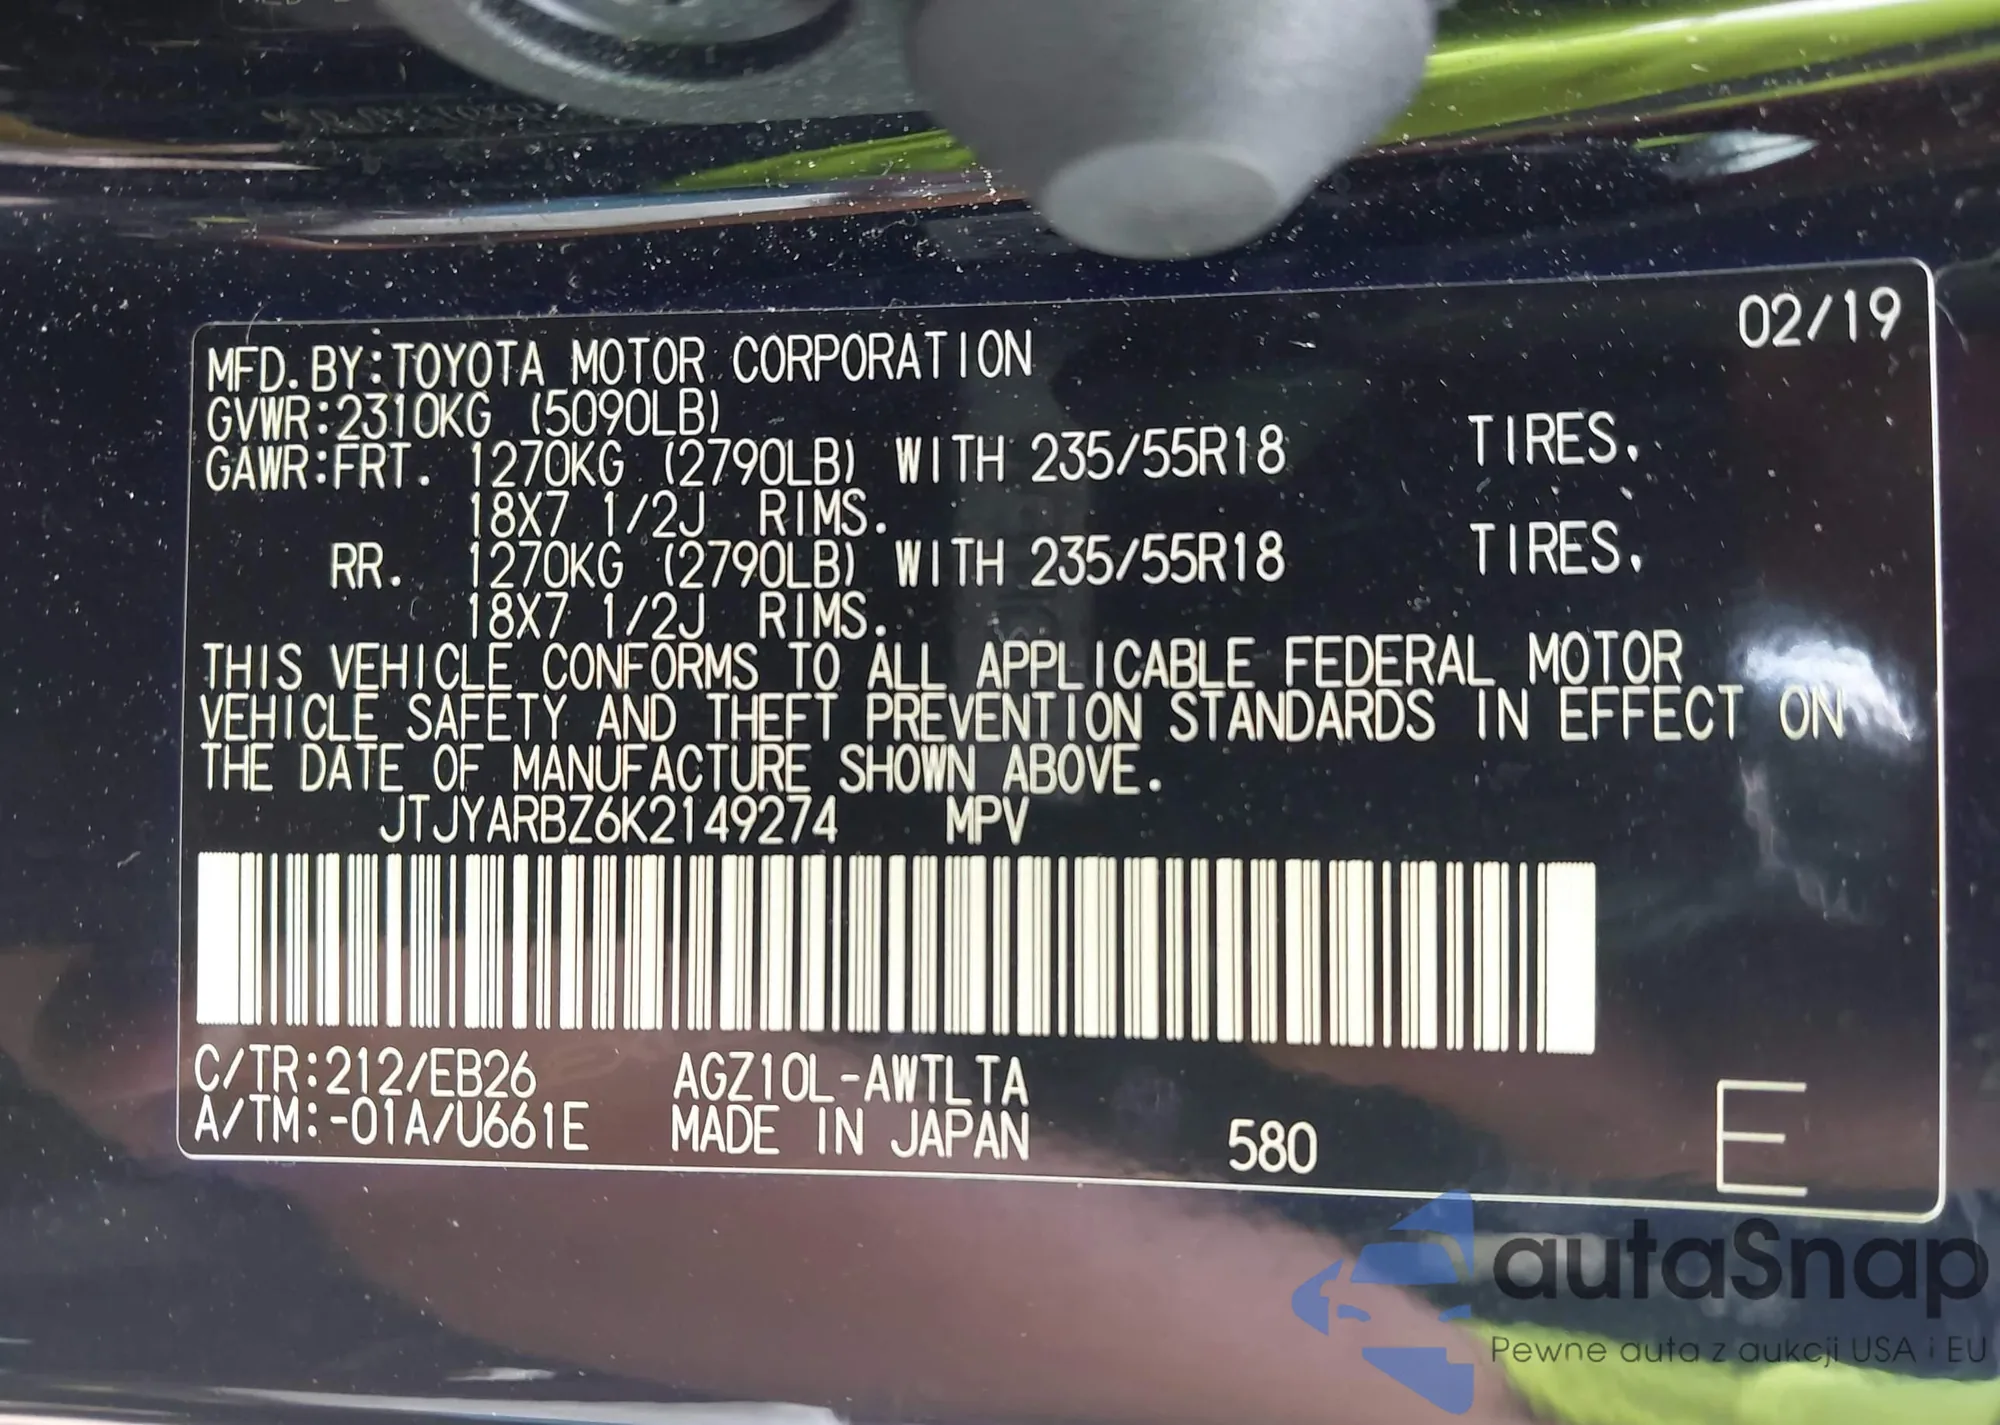 02/19
MFD. BY:TOYOTA MOTOR CORPORATION
GVWR:2310KG (5090LB)
GAWR:FRT. 1270KG (2790LB) WITH 235/55R18 TIRES.
18X7 1/2J RIMS.
RR. 1270KG (2790LB) WITH 235/55R18 TIRES.
18X7 1/2J RIMS.
THIS VEHICLE CONFORMS TO ALL APPLICABLE FEDERAL MOTOR
VEHICLE SAFETY AND THEFT PREVENTION STANDARDS IN EFFECT ON
THE DATE OF MANUFACTURE SHOWN ABOVE.
JTJYARBZ6K2149274 MPV
C/TR:212/EB26 AGZ10L-AWTLTA
A/TM:-01A/U661E MADE IN JAPAN 580 E
autaSnap
Pewne auta z aukcji USA i EU